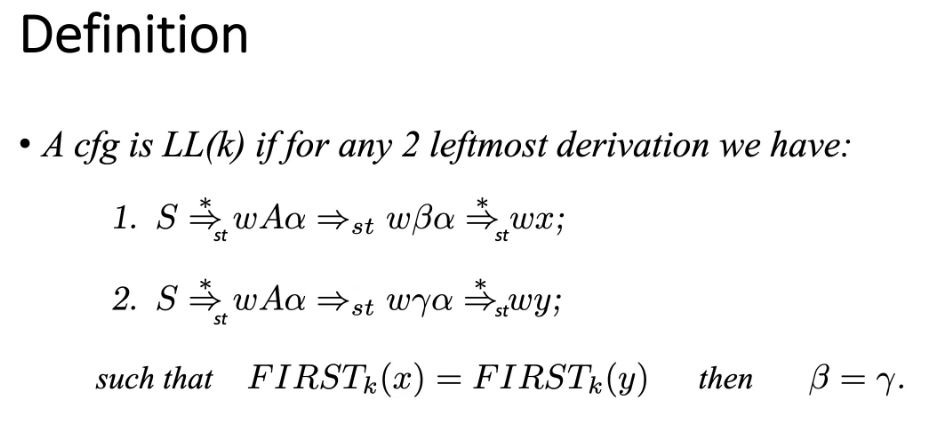 Definition
• A cfg is LL(k) if for any 2 leftmost derivation we have:
1. S ⇒*st wAα ⇒st wβα ⇒*st wx;
2. S ⇒*st wAα ⇒st wγα ⇒*st wy;
such that FIRSTk(x) = FIRSTk(y) then β = γ.